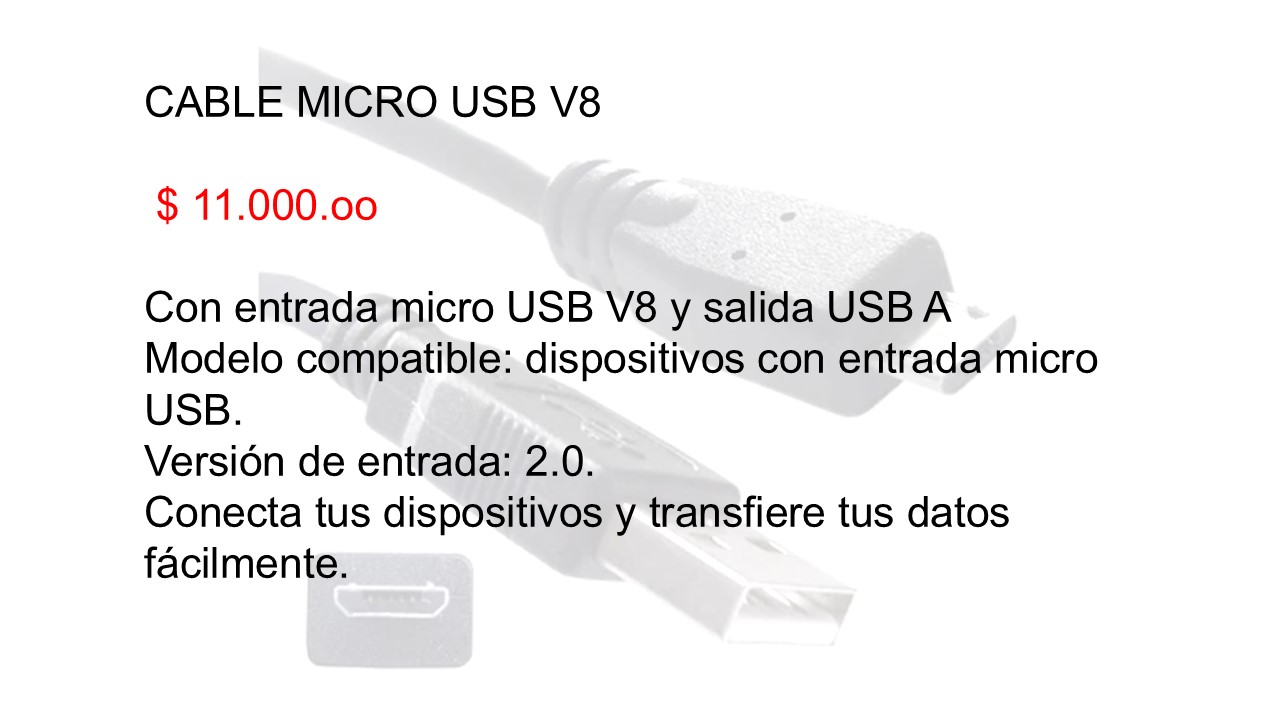 CABLE MICRO USB V8
$ 11.000.oo
Con entrada micro USB V8 y salida USB A
Modelo compatible: dispositivos con entrada micro
USB.
Versión de entrada: 2.0.
Conecta tus dispositivos y transfiere tus datos
fácilmente.